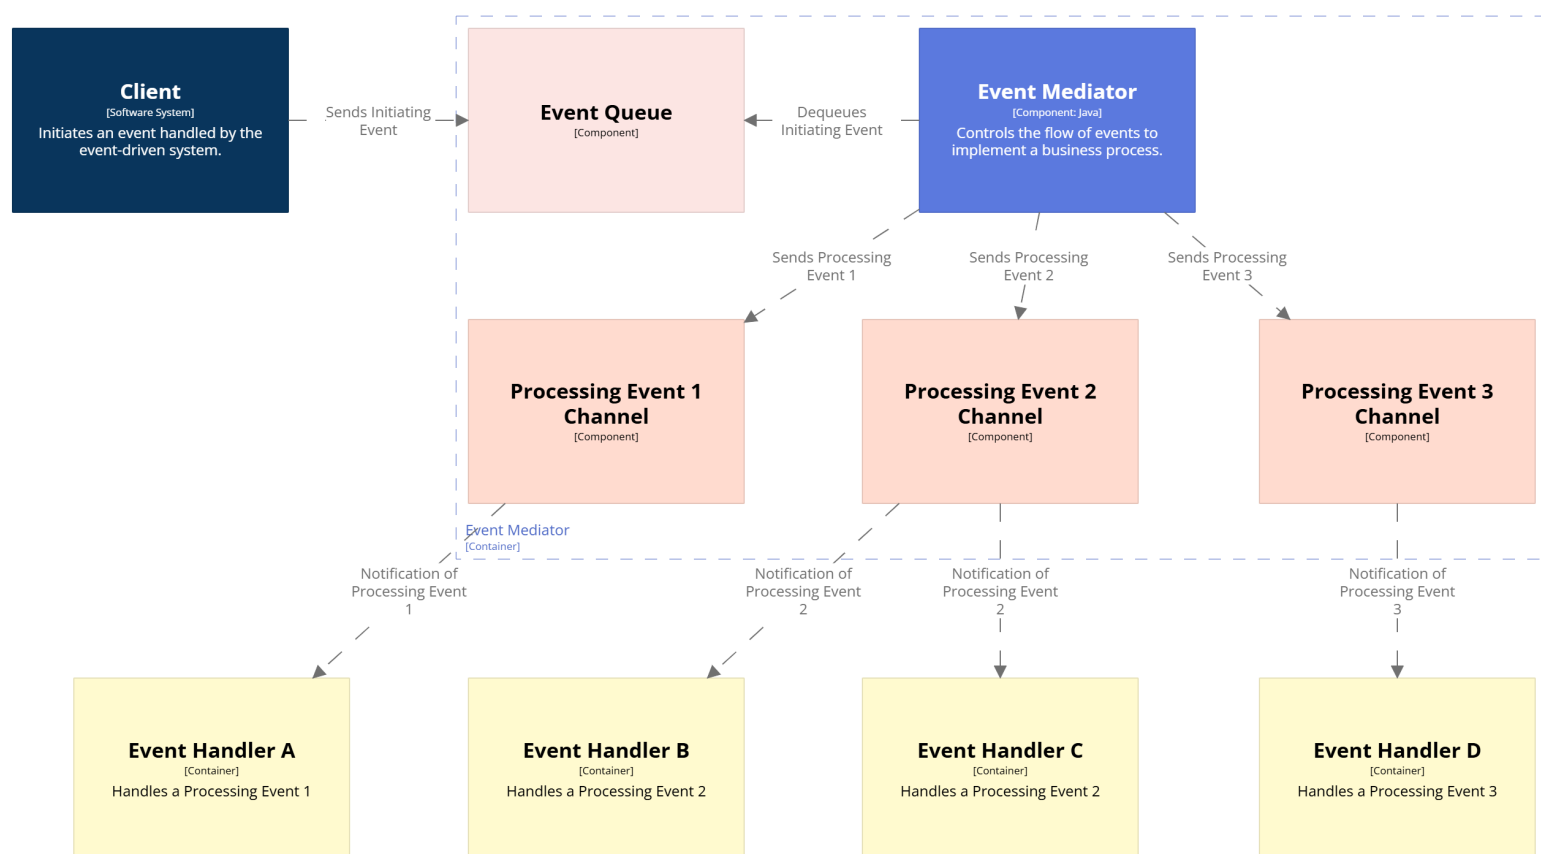 Client
[Software System]
Initiates an event handled by the
event-driven system.
Sends Initiating
Event
Event Queue
[Component]
Dequeues
Initiating Event
Event Mediator
[Component: Java]
Controls the flow of events to
implement a business process.
Sends Processing
Event 1
Sends Processing
Event 2
Sends Processing
Event 3
Processing Event 1
Channel
[Component]
Processing Event 2
Channel
[Component]
Processing Event 3
Channel
[Component]
Event Mediator
[Container]
Notification of
Processing Event
1
Notification of
Processing Event
2
Notification of
Processing Event
2
Notification of
Processing Event
3
Event Handler A
[Container]
Handles a Processing Event 1
Event Handler B
[Container]
Handles a Processing Event 2
Event Handler C
[Container]
Handles a Processing Event 2
Event Handler D
[Container]
Handles a Processing Event 3